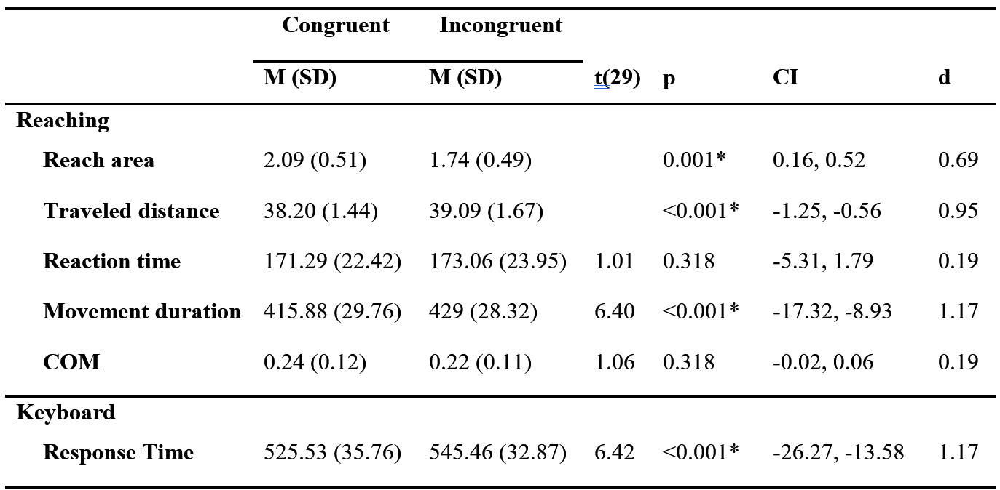 Congruent Incongruent
M (SD) M (SD) t(29) p CI d
Reaching
Reach area 2.09 (0.51) 1.74 (0.49) 0.001* 0.16, 0.52 0.69
Traveled distance 38.20 (1.44) 39.09 (1.67) <0.001* -1.25, -0.56 0.95
Reaction time 171.29 (22.42) 173.06 (23.95) 1.01 0.318 -5.31, 1.79 0.19
Movement duration 415.88 (29.76) 429 (28.32) 6.40 <0.001* -17.32, -8.93 1.17
COM 0.24 (0.12) 0.22 (0.11) 1.06 0.318 -0.02, 0.06 0.19
Keyboard
Response Time 525.53 (35.76) 545.46 (32.87) 6.42 <0.001* -26.27, -13.58 1.17